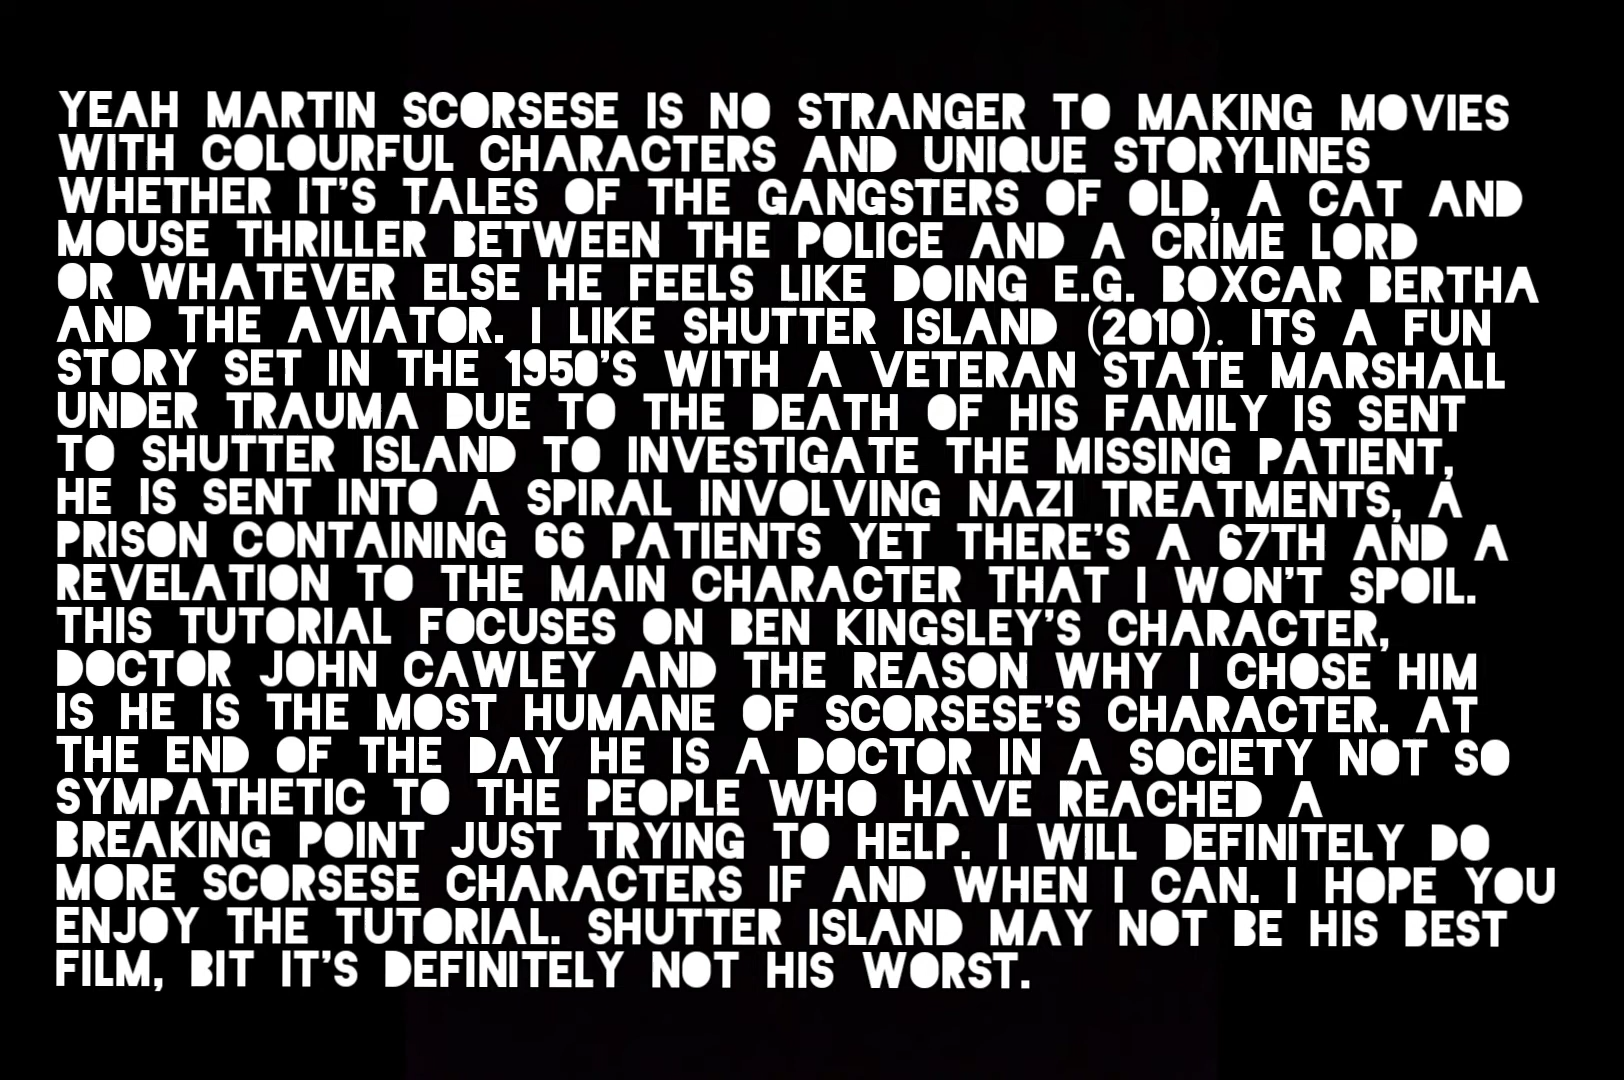 YEAH MARTIN SCORSESE IS NO STRANGER TO MAKING MOVIES
WITH COLOURFUL CHARACTERS AND UNIQUE STORYLINES
WHETHER IT'S TALES OF THE GANGSTERS OF OLD, A CAT AND
MOUSE THRILLER BETWEEN THE POLICE AND A CRIME LORD
OR WHATEVER ELSE HE FEELS LIKE DOING E.G. BOXCAR BERTHA
AND THE AVIATOR. I LIKE SHUTTER ISLAND (2010). ITS A FUN
STORY SET IN THE 1950'S WITH A VETERAN STATE MARSHALL
UNDER TRAUMA DUE TO THE DEATH OF HIS FAMILY IS SENT
TO SHUTTER ISLAND TO INVESTIGATE THE MISSING PATIENT,
HE IS SENT INTO A SPIRAL INVOLVING NAZI TREATMENTS, A
PRISON CONTAINING 66 PATIENTS YET THERE'S A 67TH AND A
REVELATION TO THE MAIN CHARACTER THAT I WON'T SPOIL.
THIS TUTORIAL FOCUSES ON BEN KINGSLEY'S CHARACTER,
DOCTOR JOHN CAWLEY AND THE REASON WHY I CHOSE HIM
IS HE IS THE MOST HUMANE OF SCORSESE'S CHARACTER. AT
THE END OF THE DAY HE IS A DOCTOR IN A SOCIETY NOT SO
SYMPATHETIC TO THE PEOPLE WHO HAVE REACHED A
BREAKING POINT JUST TRYING TO HELP. I WILL DEFINITELY DO
MORE SCORSESE CHARACTERS IF AND WHEN I CAN. I HOPE YOU
ENJOY THE TUTORIAL. SHUTTER ISLAND MAY NOT BE HIS BEST
FILM, BIT IT'S DEFINITELY NOT HIS WORST.